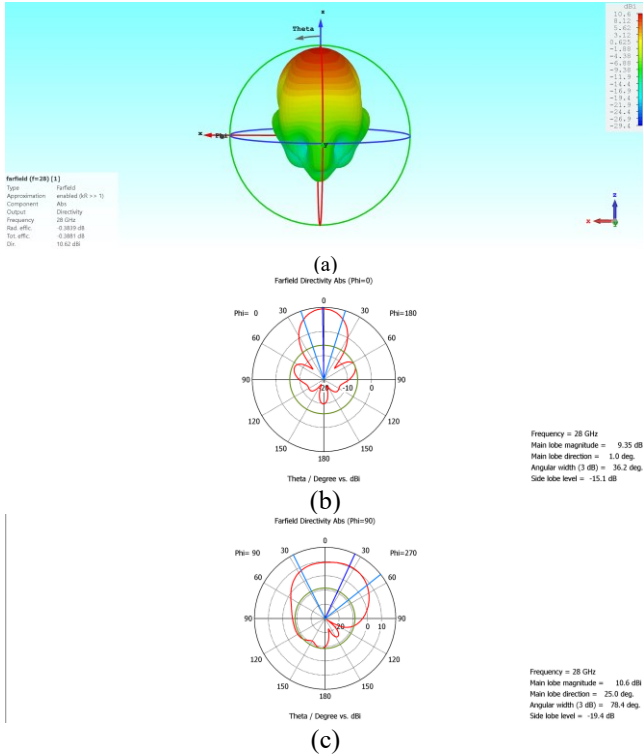 dBi
10.6
8.12
5.62
3.12
0.625
-1.88
-4.38
-6.88
-9.38
-11.9
-14.4
-16.9
-19.4
-21.9
-24.4
-26.9
-29.4
Theta
z
x
Phi
y
farfield (f=28) [1]
Type Farfield
Approximation enabled (kR >> 1)
Component Abs
Output Directivity
Frequency 28 GHz
Rad. effic. -0.3839 dB
Tot. effic. -0.3881 dB
Dir. 10.62 dBi
z
x
(a)
Farfield Directivity Abs (Phi=0)
0
Phi= 0 30 30 Phi=180
60 60
90 -20 -10 0 90
120 120
150 150
180
Theta / Degree vs. dBi
Frequency = 28 GHz
Main lobe magnitude = 9.35 dB
Main lobe direction = 1.0 deg.
Angular width (3 dB) = 36.2 deg.
Side lobe level = -15.1 dB
(b)
Farfield Directivity Abs (Phi=90)
0
Phi= 90 30 30 Phi=270
60 60
90 -20 0 10 90
120 120
150 150
180
Theta / Degree vs. dBi
Frequency = 28 GHz
Main lobe magnitude = 10.6 dBi
Main lobe direction = 25.0 deg.
Angular width (3 dB) = 78.4 deg.
Side lobe level = -19.4 dB
(c)